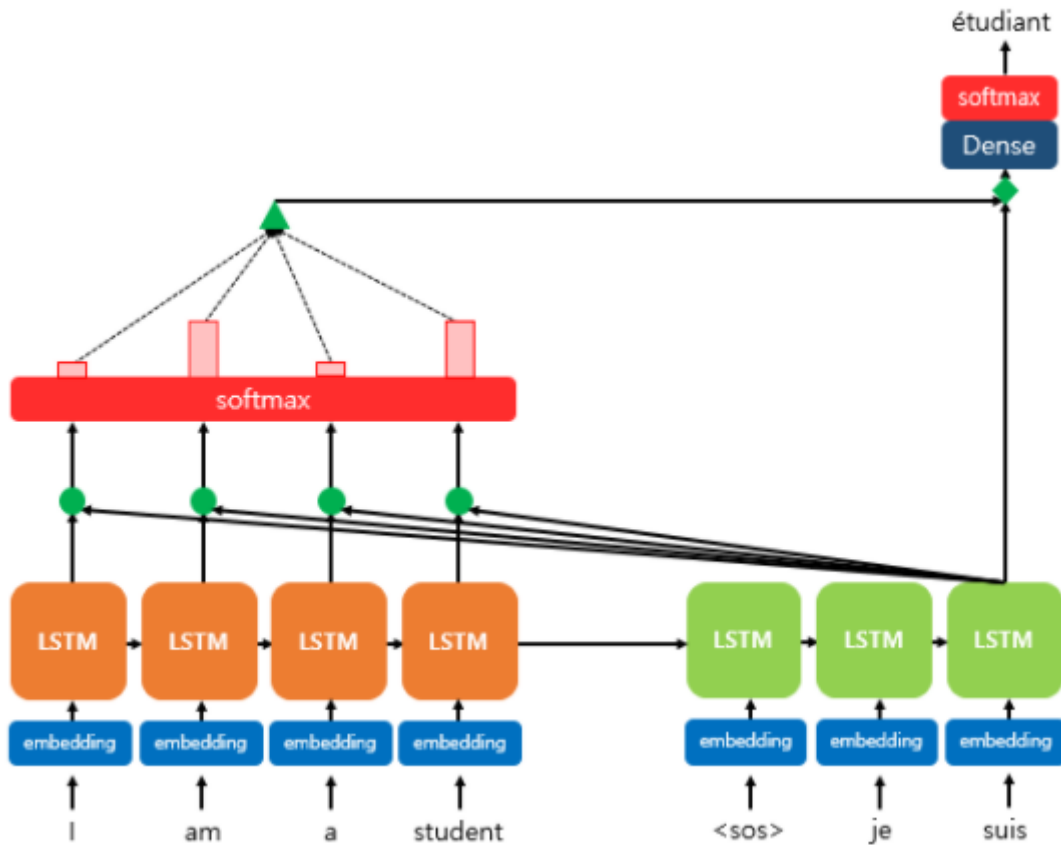 étudiant
softmax
Dense
softmax
LSTM LSTM LSTM LSTM LSTM LSTM LSTM
embedding embedding embedding embedding embedding embedding embedding
I am a student <sos> je suis